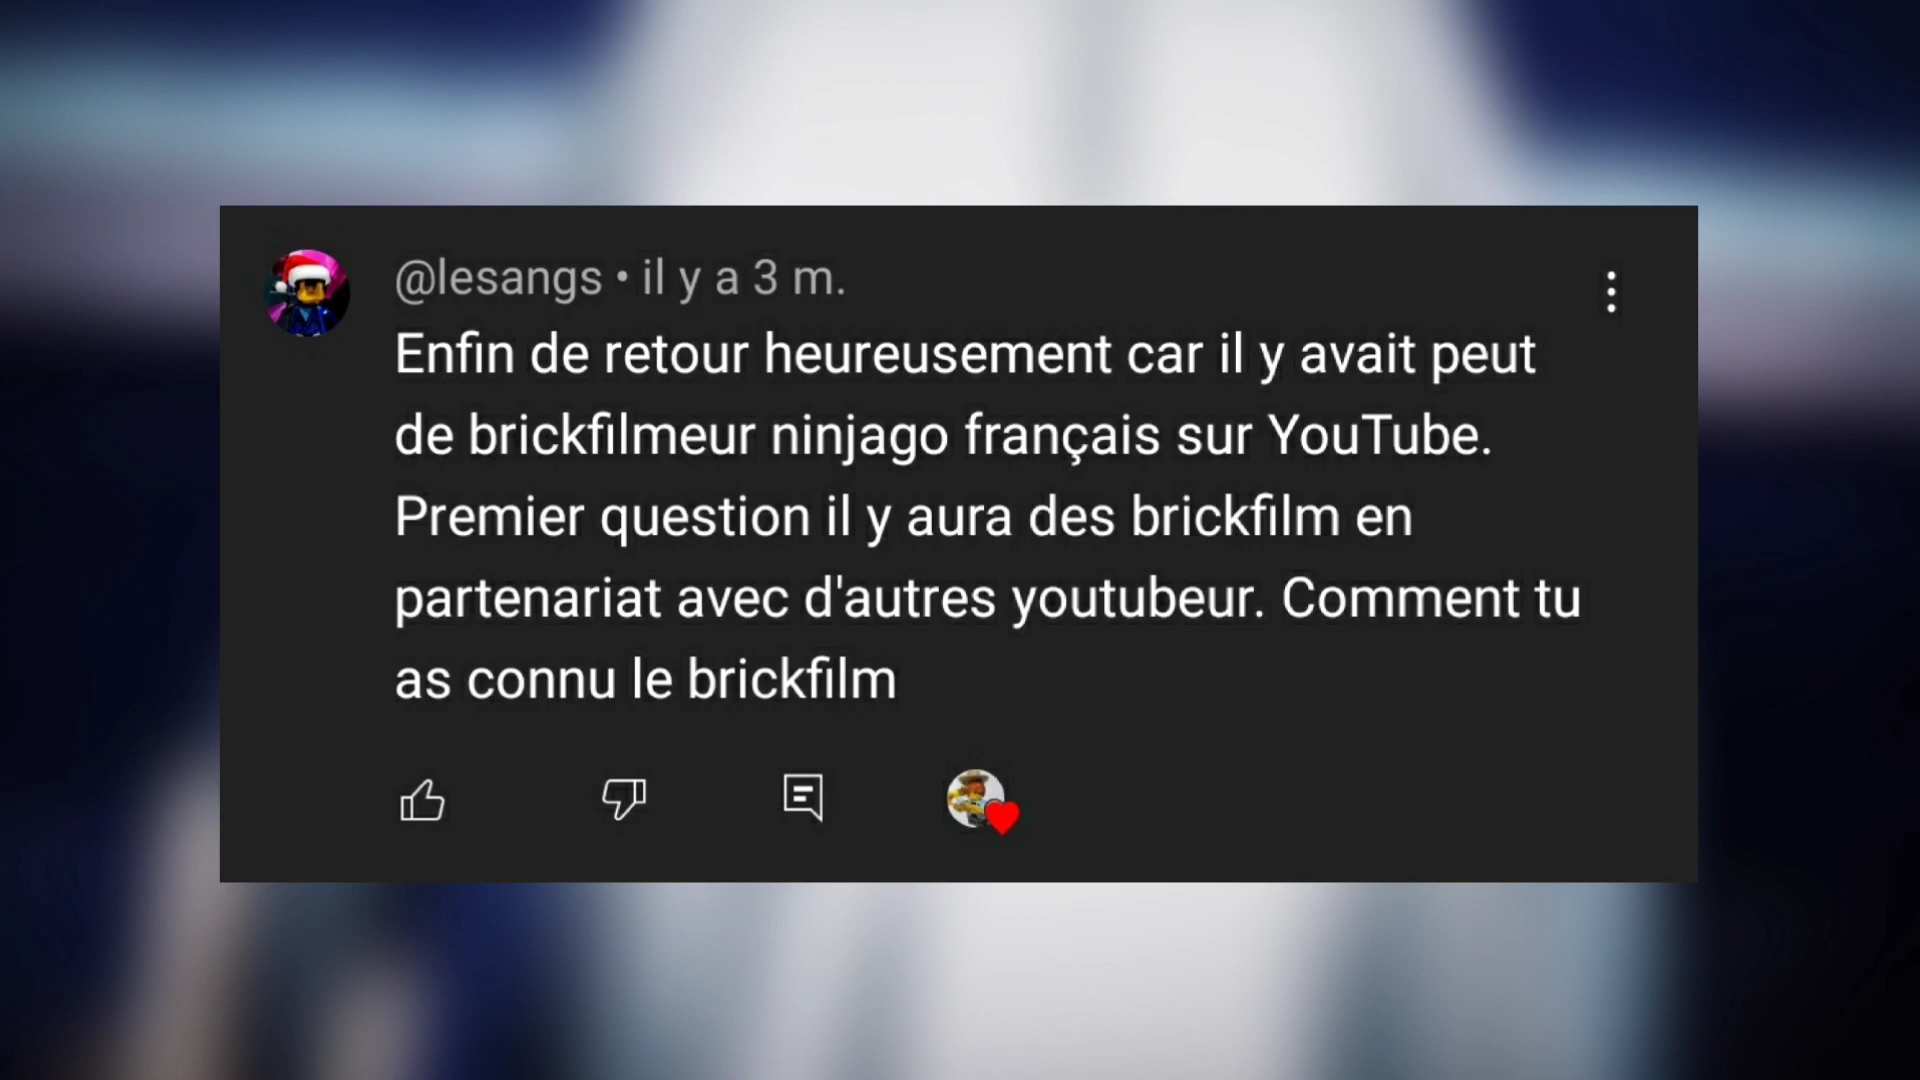 @lesangs • il y a 3 m.
Enfin de retour heureusement car il y avait peut
de brickfilmeur ninjago français sur YouTube.
Premier question il y aura des brickfilm en
partenariat avec d'autres youtubeur. Comment tu
as connu le brickfilm